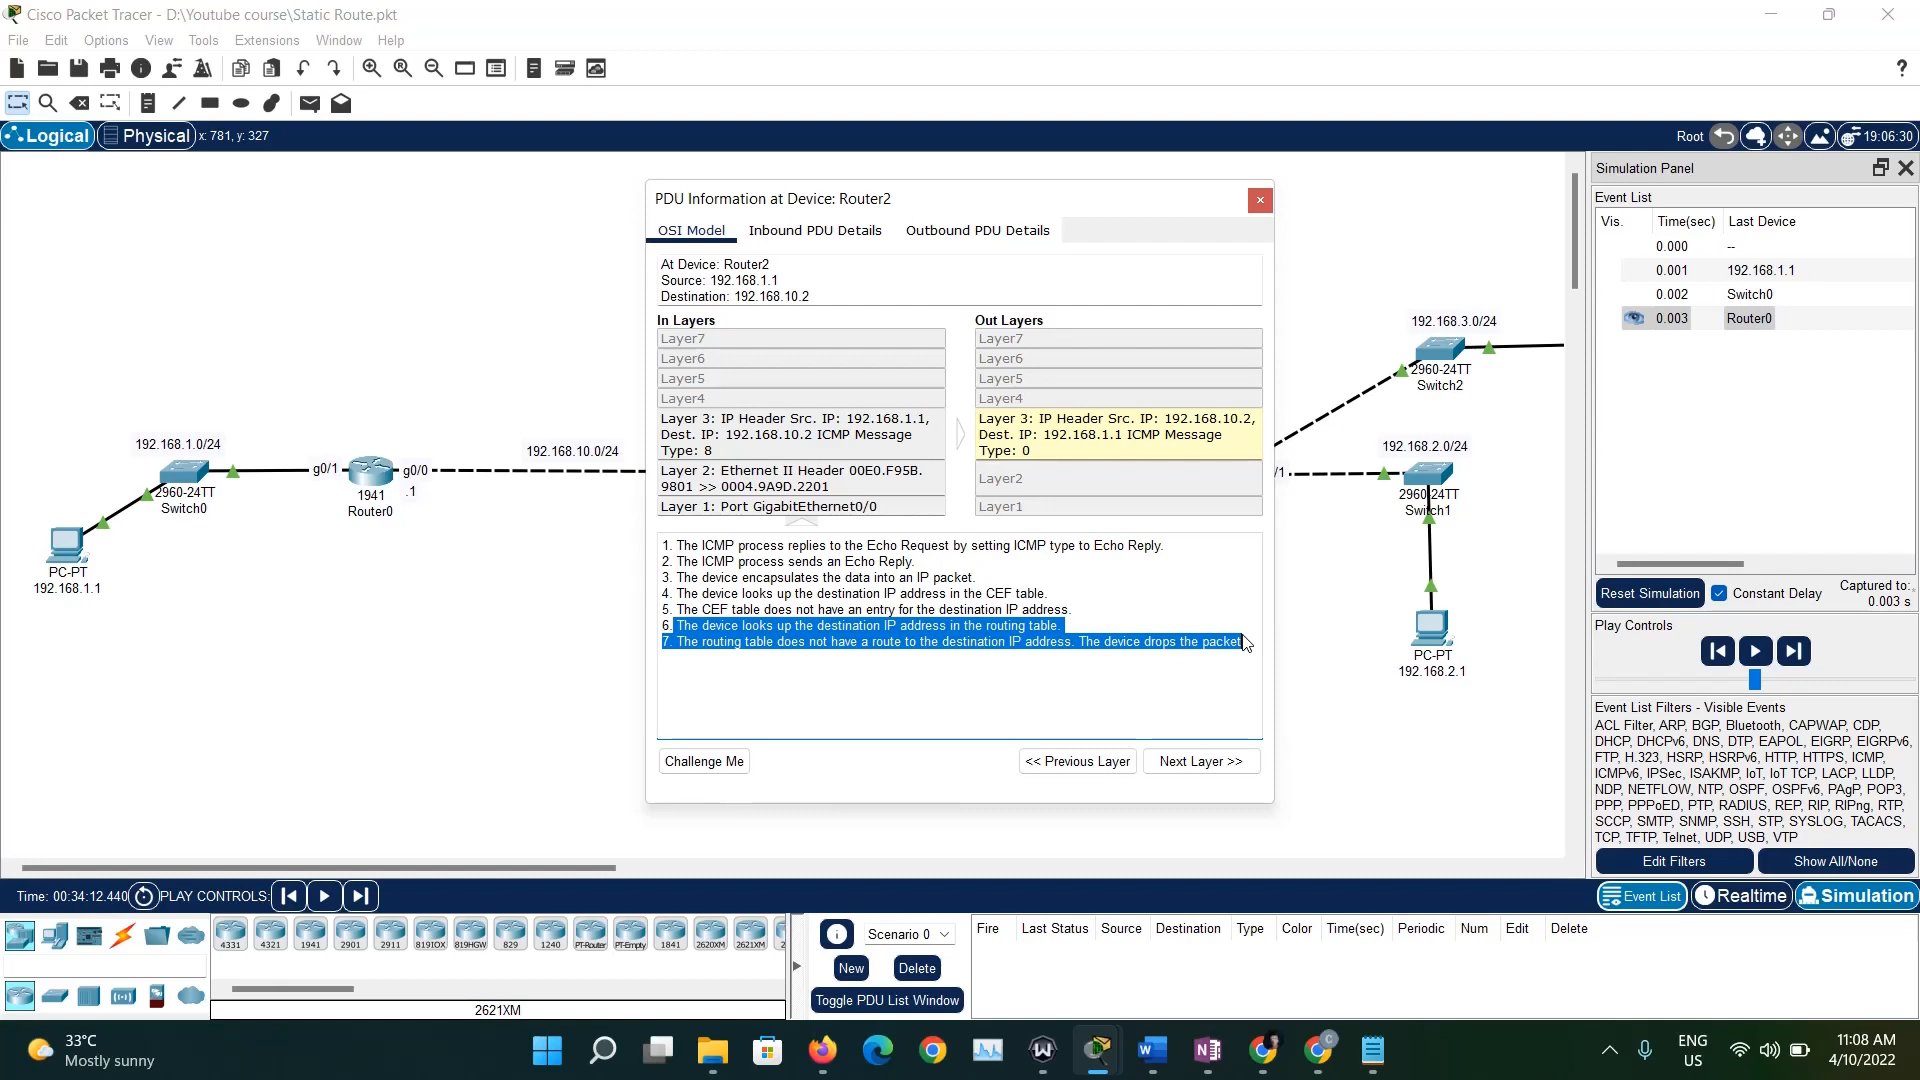 Cisco Packet Tracer - D:\Youtube course\Static Route.pkt
File Edit Options View Tools Extensions Window Help
?
Logical Physical x: 781, y: 327
Root 19:06:30
Simulation Panel
Event List
Vis. Time(sec) Last Device
0.000 --
0.001 192.168.1.1
0.002 Switch0
0.003 Router0
Reset Simulation Constant Delay Captured to:
0.003 s
Play Controls
Event List Filters - Visible Events
ACL Filter, ARP, BGP, Bluetooth, CAPWAP, CDP,
DHCP, DHCPv6, DNS, DTP, EAPOL, EIGRP, EIGRPv6,
FTP, H.323, HSRP, HSRPv6, HTTP, HTTPS, ICMP,
ICMPv6, IPSec, ISAKMP, IoT, IoT TCP, LACP, LLDP,
NDP, NETFLOW, NTP, OSPF, OSPFv6, PAgP, POP3,
PPP, PPPoED, PTP, RADIUS, REP, RIP, RIPng, RTP,
SCCP, SMTP, SNMP, SSH, STP, SYSLOG, TACACS,
TCP, TFTP, Telnet, UDP, USB, VTP
Edit Filters Show All/None
192.168.1.0/24
2960-24TT
Switch0
PC-PT
192.168.1.1
g0/1
g0/0
.1
1941
Router0
192.168.10.0/24
PDU Information at Device: Router2
OSI Model Inbound PDU Details Outbound PDU Details
At Device: Router2
Source: 192.168.1.1
Destination: 192.168.10.2
In Layers
Layer7
Layer6
Layer5
Layer4
Layer 3: IP Header Src. IP: 192.168.1.1,
Dest. IP: 192.168.10.2 ICMP Message
Type: 8
Layer 2: Ethernet II Header 00E0.F95B.
9801 >> 0004.9A9D.2201
Layer 1: Port GigabitEthernet0/0
Out Layers
Layer7
Layer6
Layer5
Layer4
Layer 3: IP Header Src. IP: 192.168.10.2,
Dest. IP: 192.168.1.1 ICMP Message
Type: 0
Layer2
Layer1
1. The ICMP process replies to the Echo Request by setting ICMP type to Echo Reply.
2. The ICMP process sends an Echo Reply.
3. The device encapsulates the data into an IP packet.
4. The device looks up the destination IP address in the CEF table.
5. The CEF table does not have an entry for the destination IP address.
6. The device looks up the destination IP address in the routing table.
7. The routing table does not have a route to the destination IP address. The device drops the packet
Challenge Me << Previous Layer Next Layer >>
192.168.3.0/24
2960-24TT
Switch2
192.168.2.0/24
/1
2960-24TT
Switch1
PC-PT
192.168.2.1
Time: 00:34:12.440 PLAY CONTROLS:
Event List Realtime Simulation
4331 4321 1941 2901 2911 819IOX 819HGW 829 1240 PT-Router PT-Empty 1841 2620XM 2621XM 2
2621XM
Scenario 0
New Delete
Toggle PDU List Window
Fire Last Status Source Destination Type Color Time(sec) Periodic Num Edit Delete
33°C
Mostly sunny
ENG
US
11:08 AM
4/10/2022